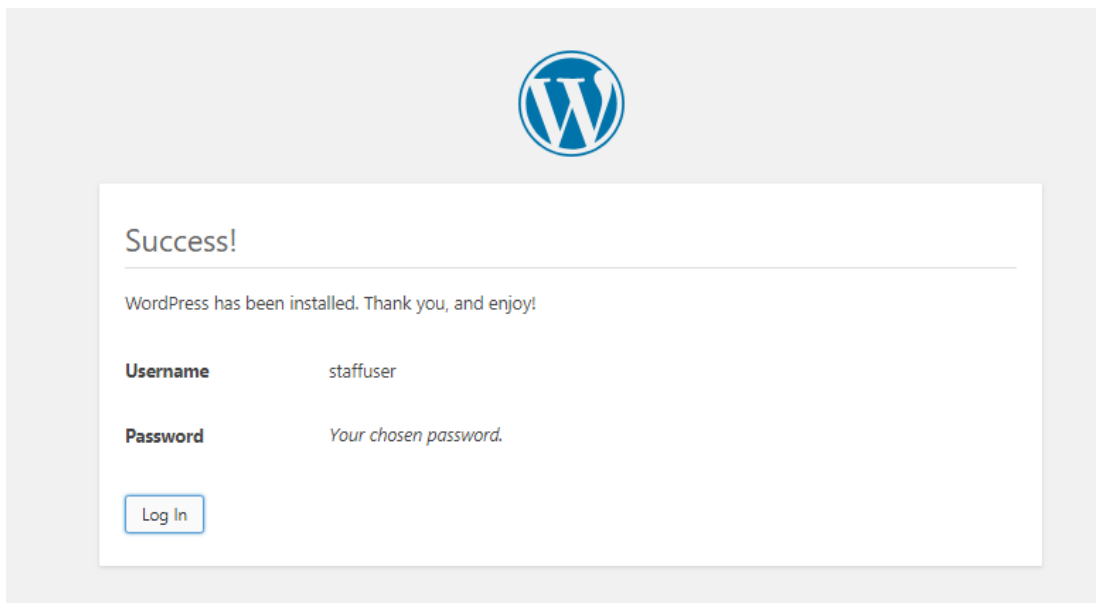 Success!
WordPress has been installed. Thank you, and enjoy!
Username staffuser
Password Your chosen password.
Log In